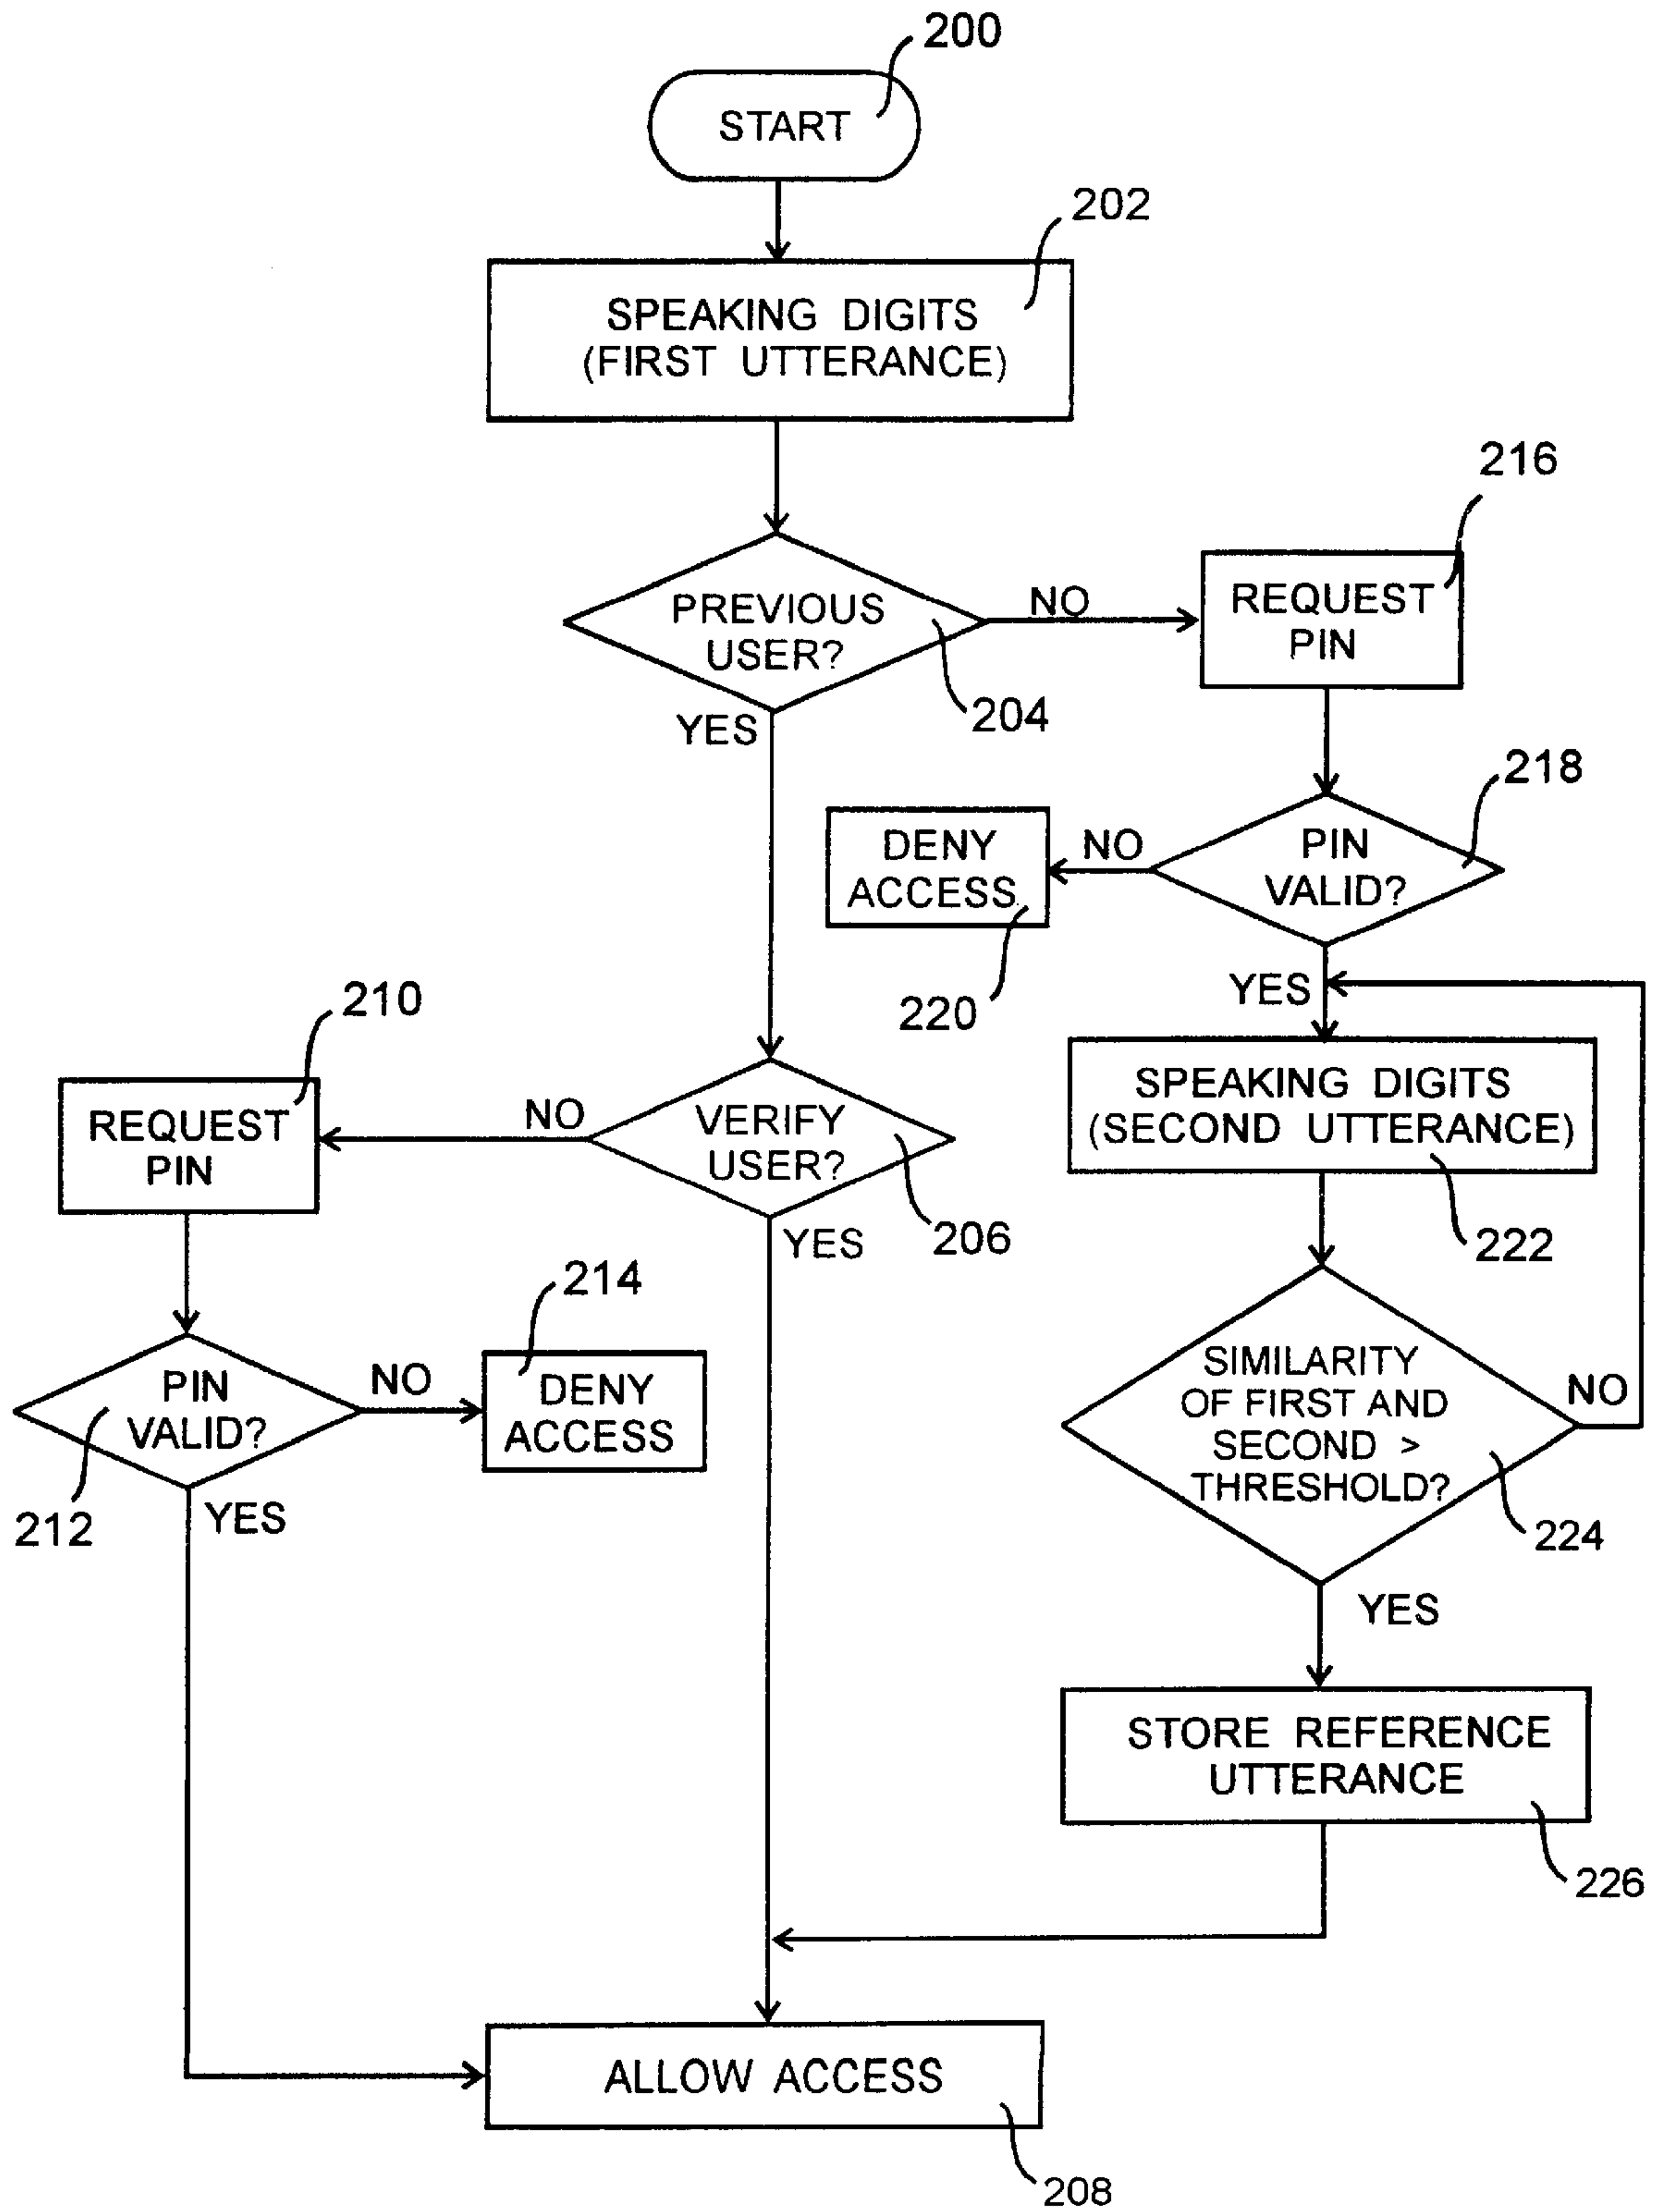 200
START
202
SPEAKING DIGITS
(FIRST UTTERANCE)
216
REQUEST
PIN
PREVIOUS
USER?
NO
204
YES
218
PIN
VALID?
NO
DENY
ACCESS
220
YES
210
REQUEST
PIN
NO
VERIFY
USER?
206
YES
SPEAKING DIGITS
(SECOND UTTERANCE)
222
214
DENY
ACCESS
NO
PIN
VALID?
212
YES
SIMILARITY
OF FIRST AND
SECOND >
THRESHOLD?
NO
224
YES
STORE REFERENCE
UTTERANCE
226
ALLOW ACCESS
208